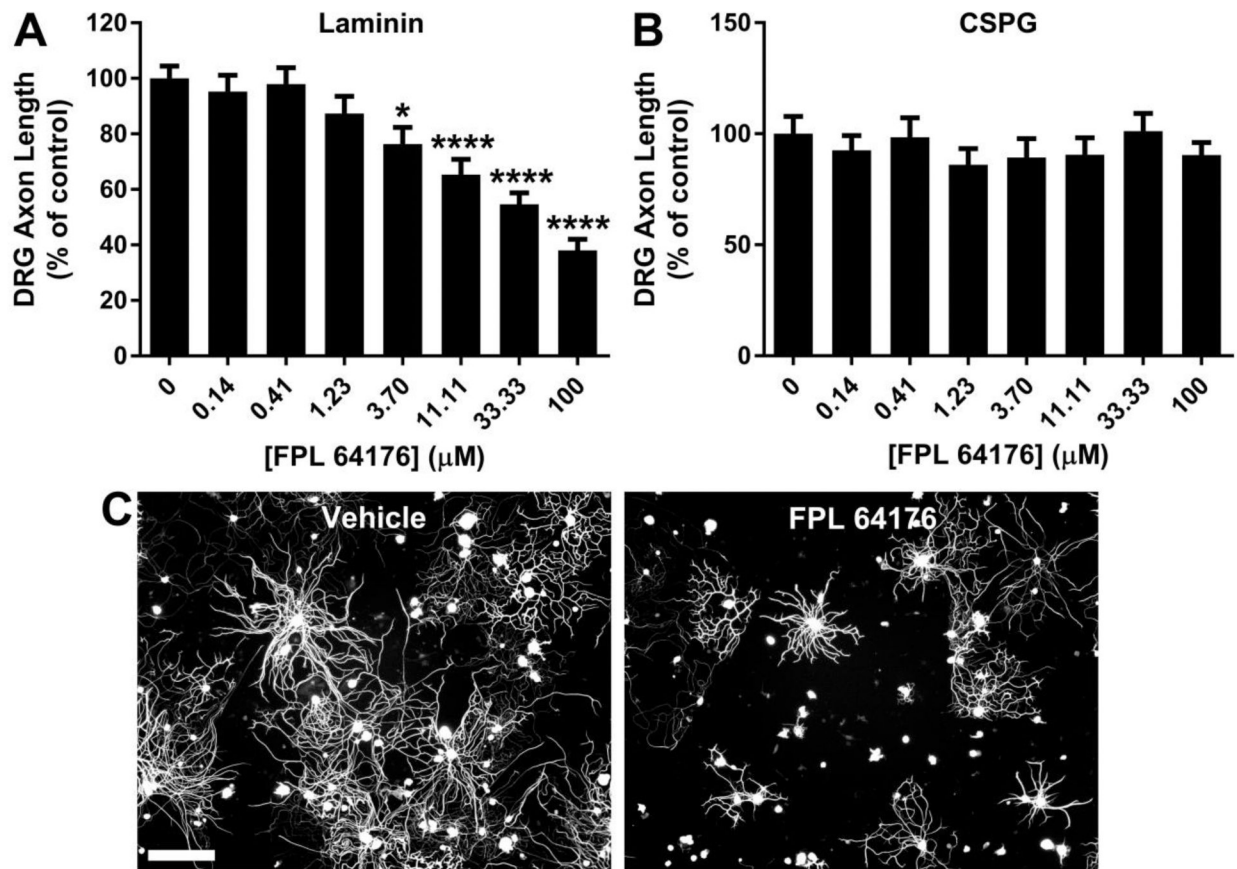 A
Laminin
DRG Axon Length
(% of control)
120
100
80
60
40
20
0
*
****
****
****
0
0.14
0.41
1.23
3.70
11.11
33.33
100
[FPL 64176] (μM)
B
CSPG
DRG Axon Length
(% of control)
150
100
50
0
0
0.14
0.41
1.23
3.70
11.11
33.33
100
[FPL 64176] (μM)
C
Vehicle
FPL 64176